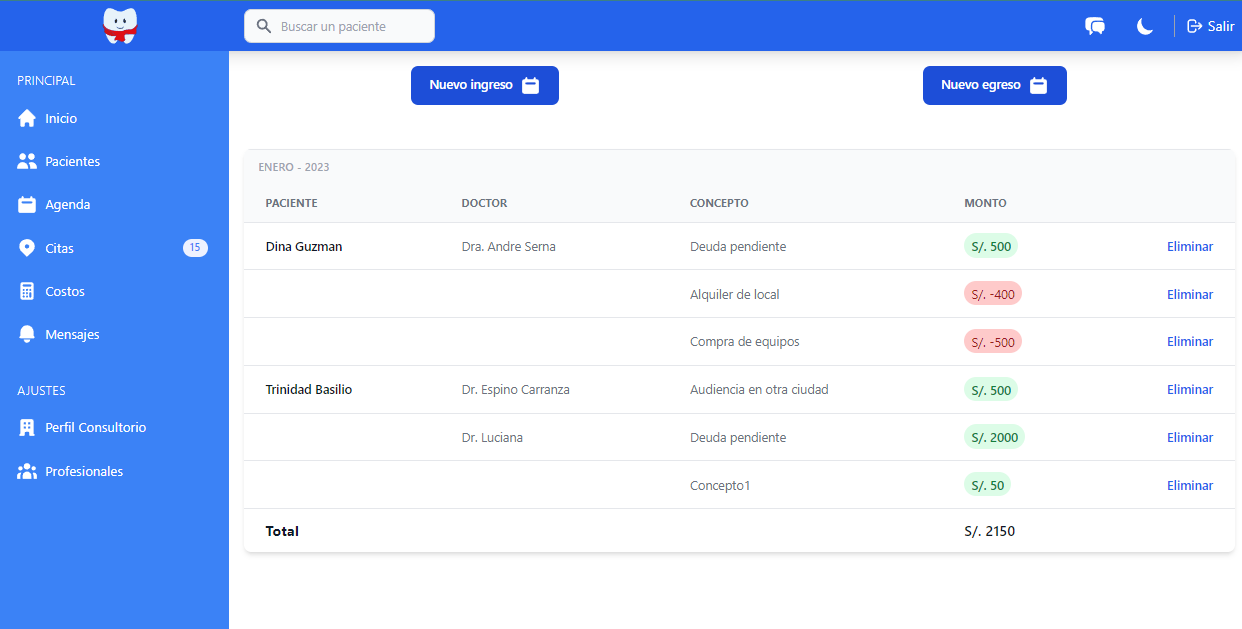 Buscar un paciente
Salir
PRINCIPAL
Inicio
Pacientes
Agenda
Citas 15
Costos
Mensajes
AJUSTES
Perfil Consultorio
Profesionales
Nuevo ingreso
Nuevo egreso
ENERO - 2023
PACIENTE DOCTOR CONCEPTO MONTO
Dina Guzman Dra. Andre Serna Deuda pendiente S/. 500 Eliminar
Alquiler de local S/. -400 Eliminar
Compra de equipos S/. -500 Eliminar
Trinidad Basilio Dr. Espino Carranza Audiencia en otra ciudad S/. 500 Eliminar
Dr. Luciana Deuda pendiente S/. 2000 Eliminar
Concepto1 S/. 50 Eliminar
Total S/. 2150